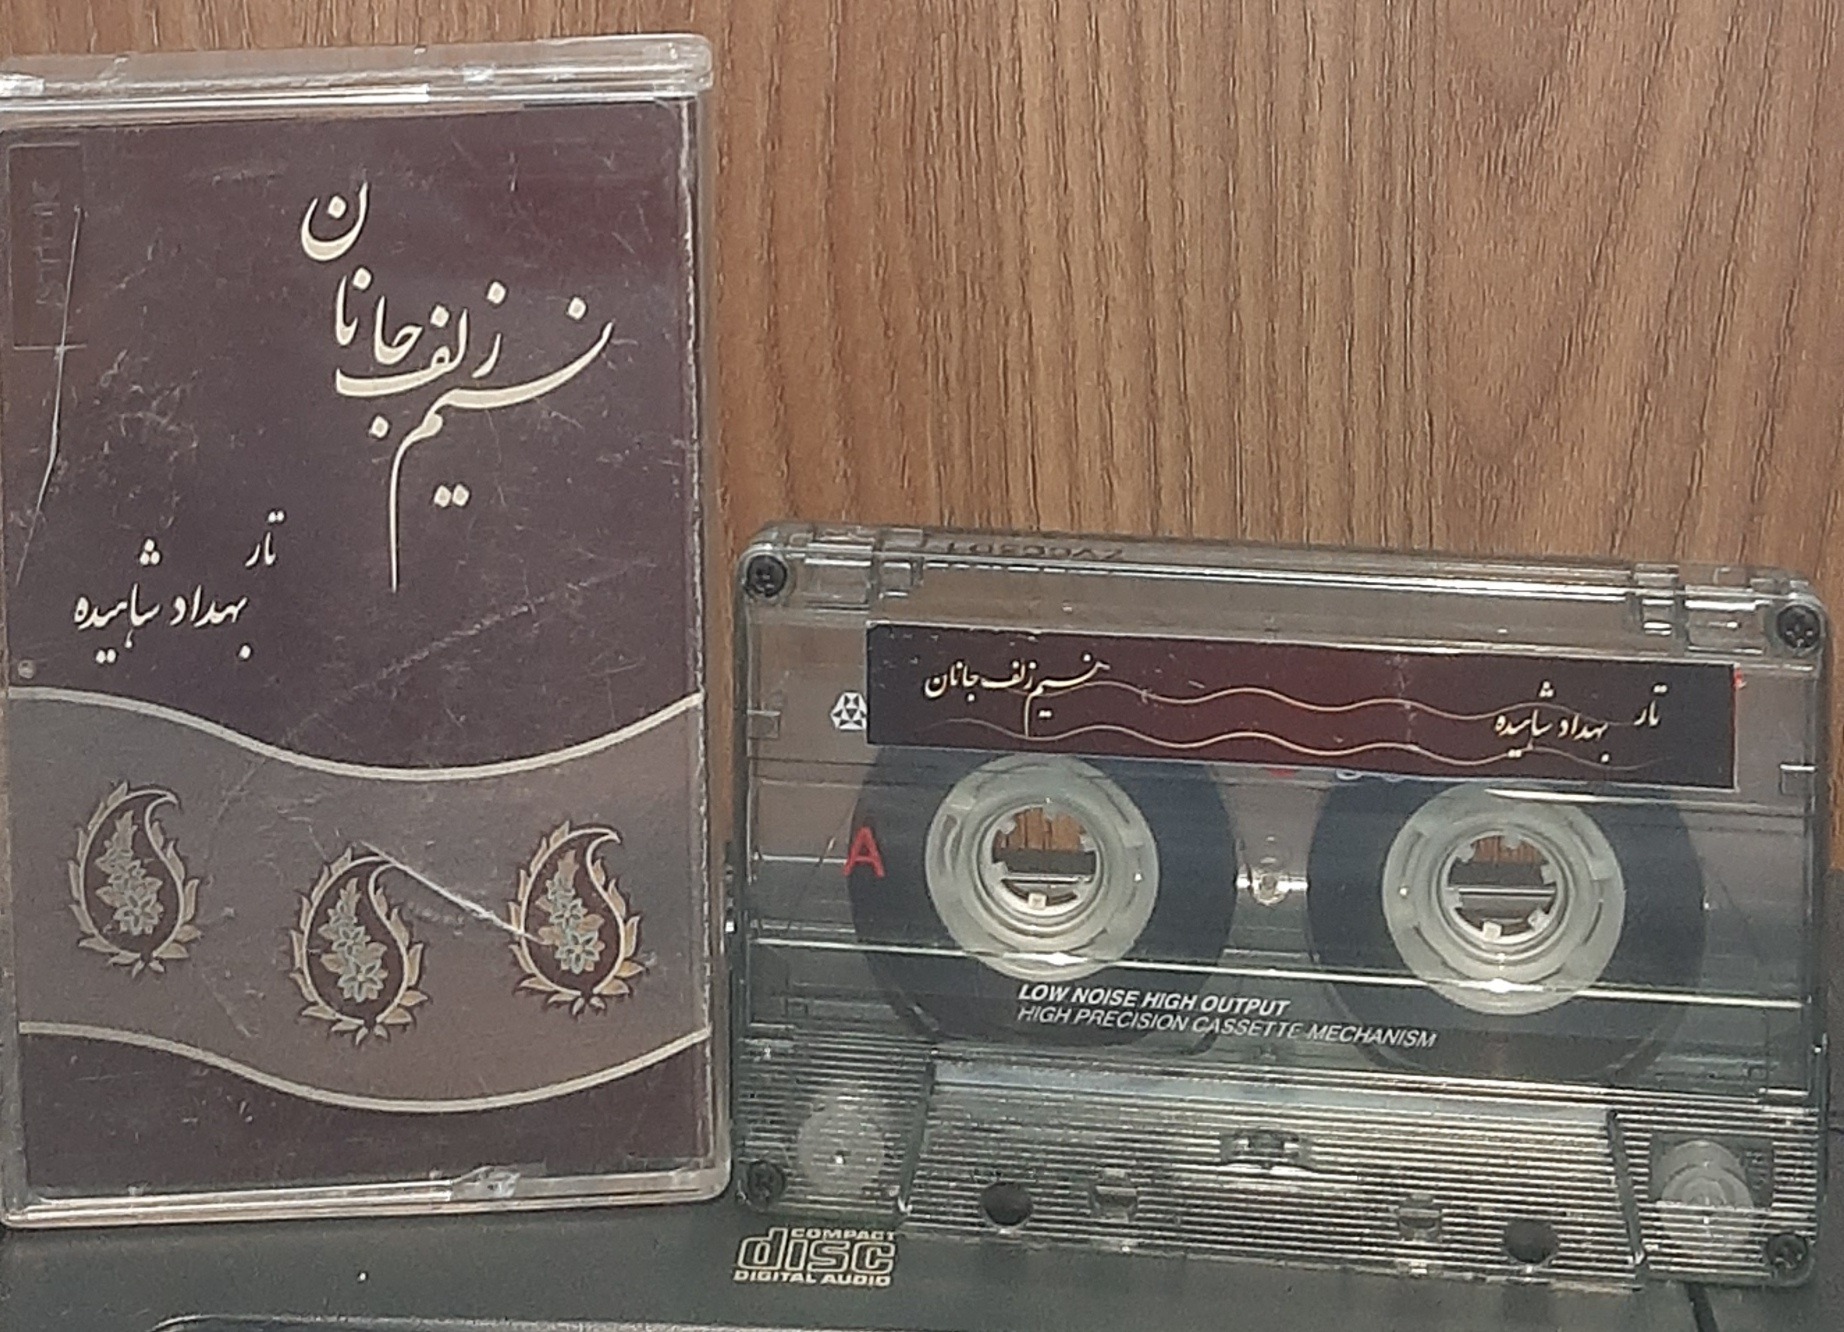 نسیم زلف جانان
تار
بهداد شاهیده
نسیم زلف جانان
تار
بهداد شاهیده
A
LOW NOISE HIGH OUTPUT
HIGH PRECISION CASSETTE MECHANISM
COMPACT
disc
DIGITAL AUDIO